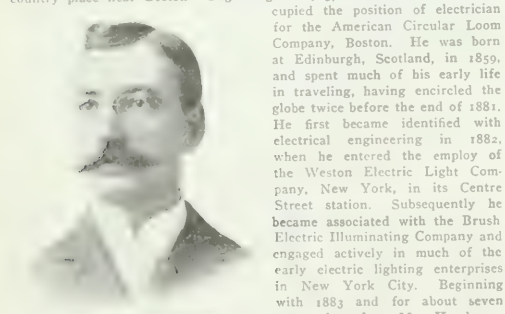 cupied the position of electrician
for the American Circular Loom
Company, Boston. He was born
at Edinburgh, Scotland, in 1859,
and spent much of his early life
in traveling, having encircled the
globe twice before the end of 1881.
He first became identified with
electrical engineering in 1882,
when he entered the employ of
the Weston Electric Light Com-
pany, New York, in its Centre
Street station. Subsequently he
became associated with the Brush
Electric Illuminating Company and
engaged actively in much of the
early electric lighting enterprises
in New York City. Beginning
with 1883 and for about seven